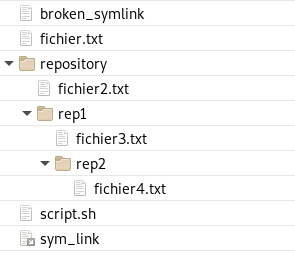 broken_symlink
fichier.txt
repository
fichier2.txt
rep1
fichier3.txt
rep2
fichier4.txt
script.sh
sym_link